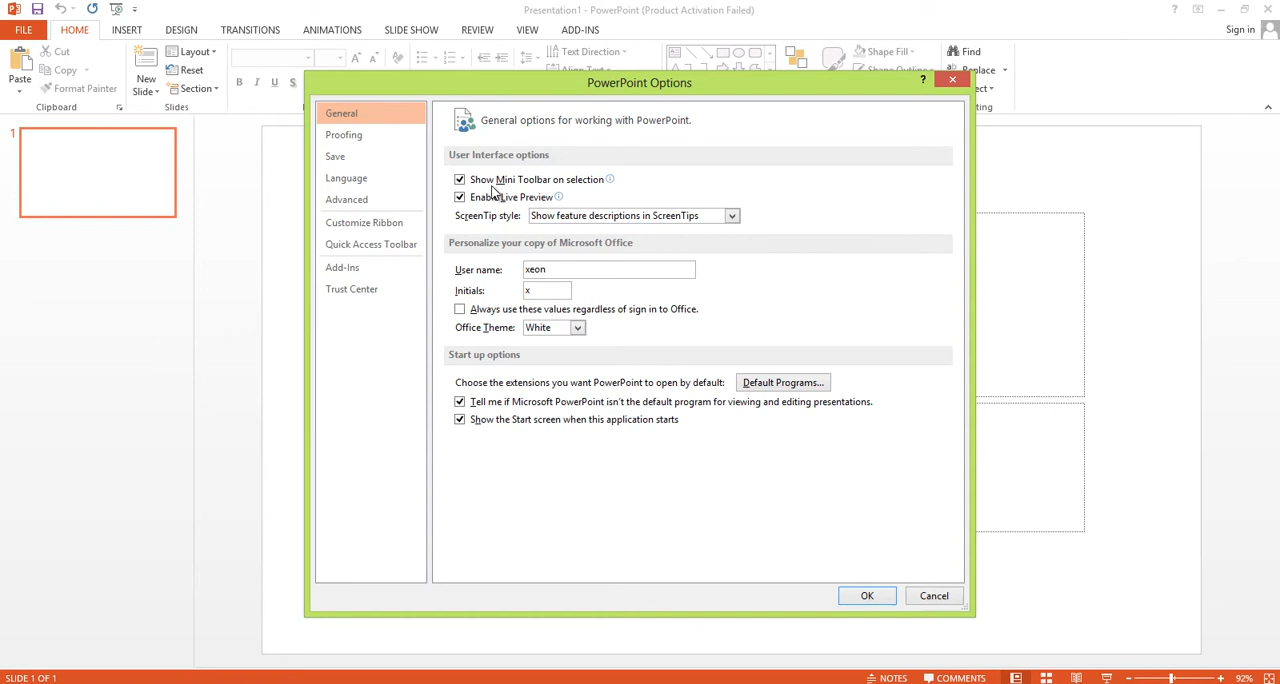 Presentation1 - PowerPoint (Product Activation Failed)
FILE HOME INSERT DESIGN TRANSITIONS ANIMATIONS SLIDE SHOW REVIEW VIEW ADD-INS Sign in
Cut
Copy
Format Painter
Paste
Clipboard
New
Slide
Layout
Reset
Section
Slides
B I U S
Text Direction
Align Text
Shape Fill
Shape Outline
Find
Replace
PowerPoint Options
General
Proofing
Save
Language
Advanced
Customize Ribbon
Quick Access Toolbar
Add-Ins
Trust Center
General options for working with PowerPoint.
User Interface options
Show Mini Toolbar on selection
Enable Live Preview
ScreenTip style: Show feature descriptions in ScreenTips
Personalize your copy of Microsoft Office
User name: xeon
Initials: x
Always use these values regardless of sign in to Office.
Office Theme: White
Start up options
Choose the extensions you want PowerPoint to open by default: Default Programs...
Tell me if Microsoft PowerPoint isn't the default program for viewing and editing presentations.
Show the Start screen when this application starts
OK Cancel
1
SLIDE 1 OF 1 NOTES COMMENTS 92%